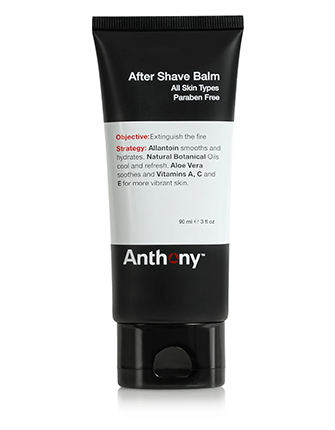 After Shave Balm
All Skin Types
Paraben Free
Objective:Extinguish the fire
Strategy: Allantoin smooths and
hydrates. Natural Botanical Oils
cool and refresh. Aloe Vera
soothes and Vitamins A, C and
E for more vibrant skin.
90 ml ℮ 3 fl oz
Anthony™